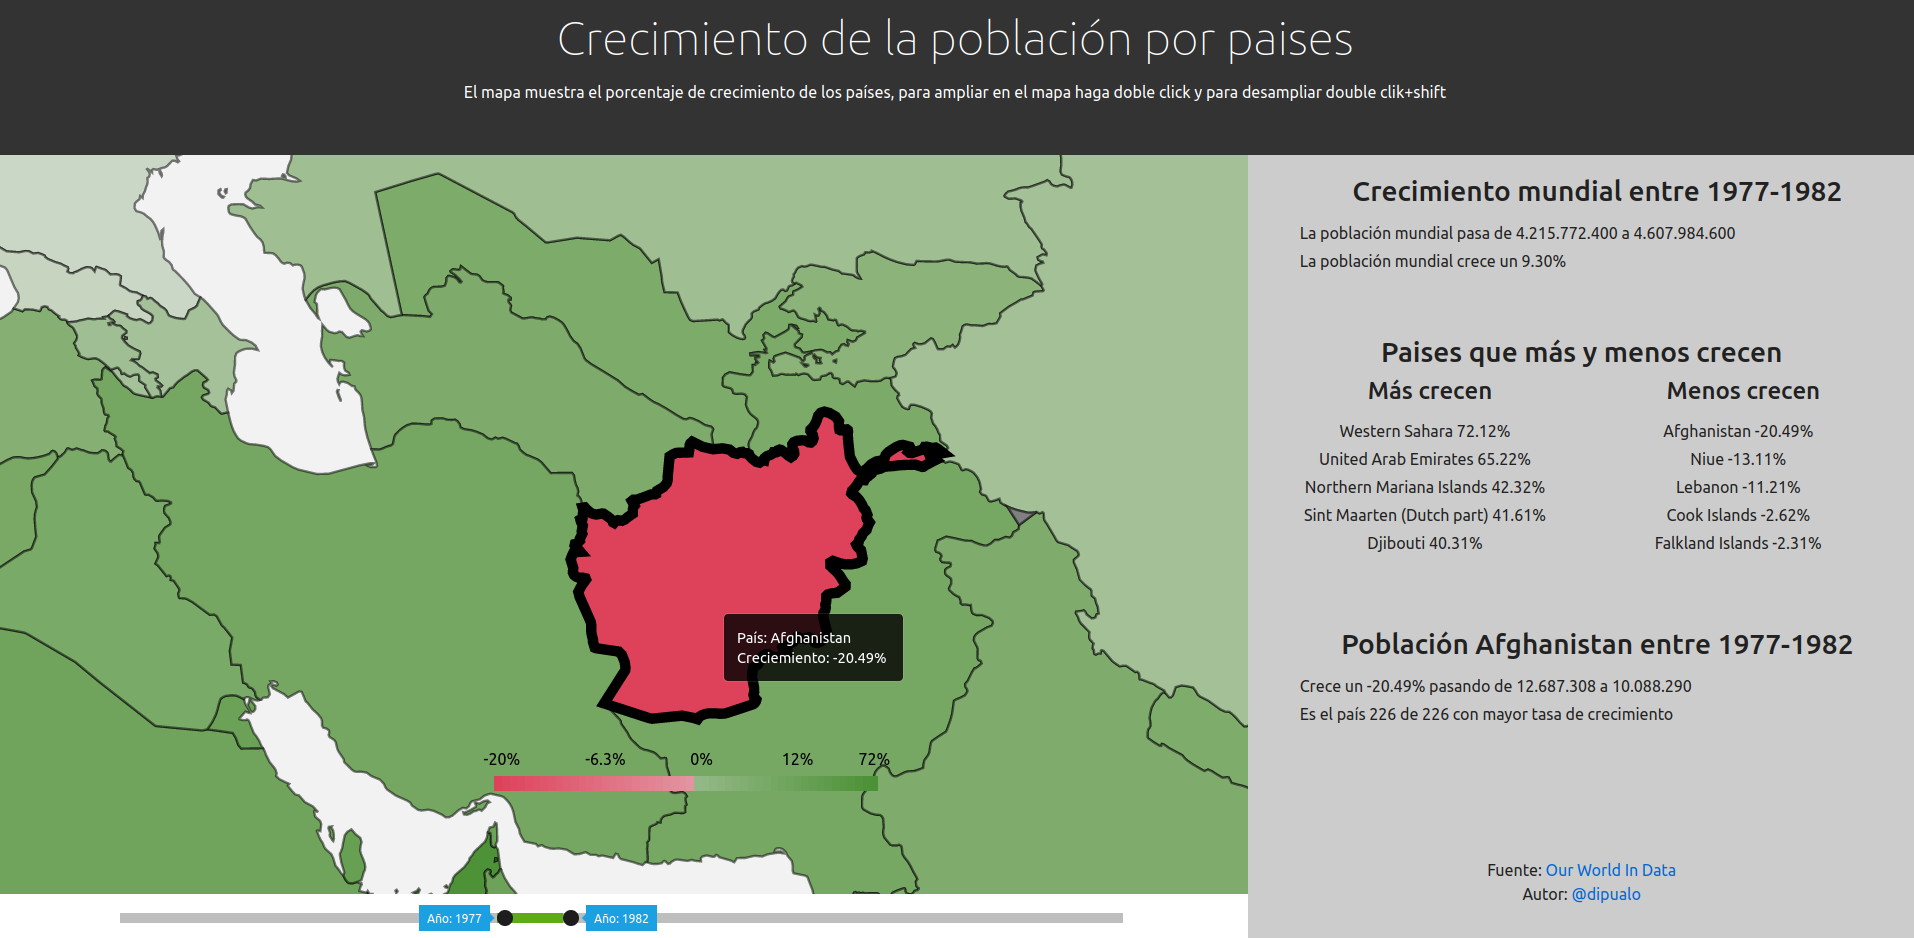 Crecimiento de la población por paises
El mapa muestra el porcentaje de crecimiento de los países, para ampliar en el mapa haga doble click y para desampliar double clik+shift
País: Afghanistan
Creciemiento: -20.49%
-20% -6.3% 0% 12% 72%
Año: 1977 Año: 1982
Crecimiento mundial entre 1977-1982
La población mundial pasa de 4.215.772.400 a 4.607.984.600
La población mundial crece un 9.30%
Paises que más y menos crecen
Más crecen
Western Sahara 72.12%
United Arab Emirates 65.22%
Northern Mariana Islands 42.32%
Sint Maarten (Dutch part) 41.61%
Djibouti 40.31%
Menos crecen
Afghanistan -20.49%
Niue -13.11%
Lebanon -11.21%
Cook Islands -2.62%
Falkland Islands -2.31%
Población Afghanistan entre 1977-1982
Crece un -20.49% pasando de 12.687.308 a 10.088.290
Es el país 226 de 226 con mayor tasa de crecimiento
Fuente: Our World In Data
Autor: @dipualo